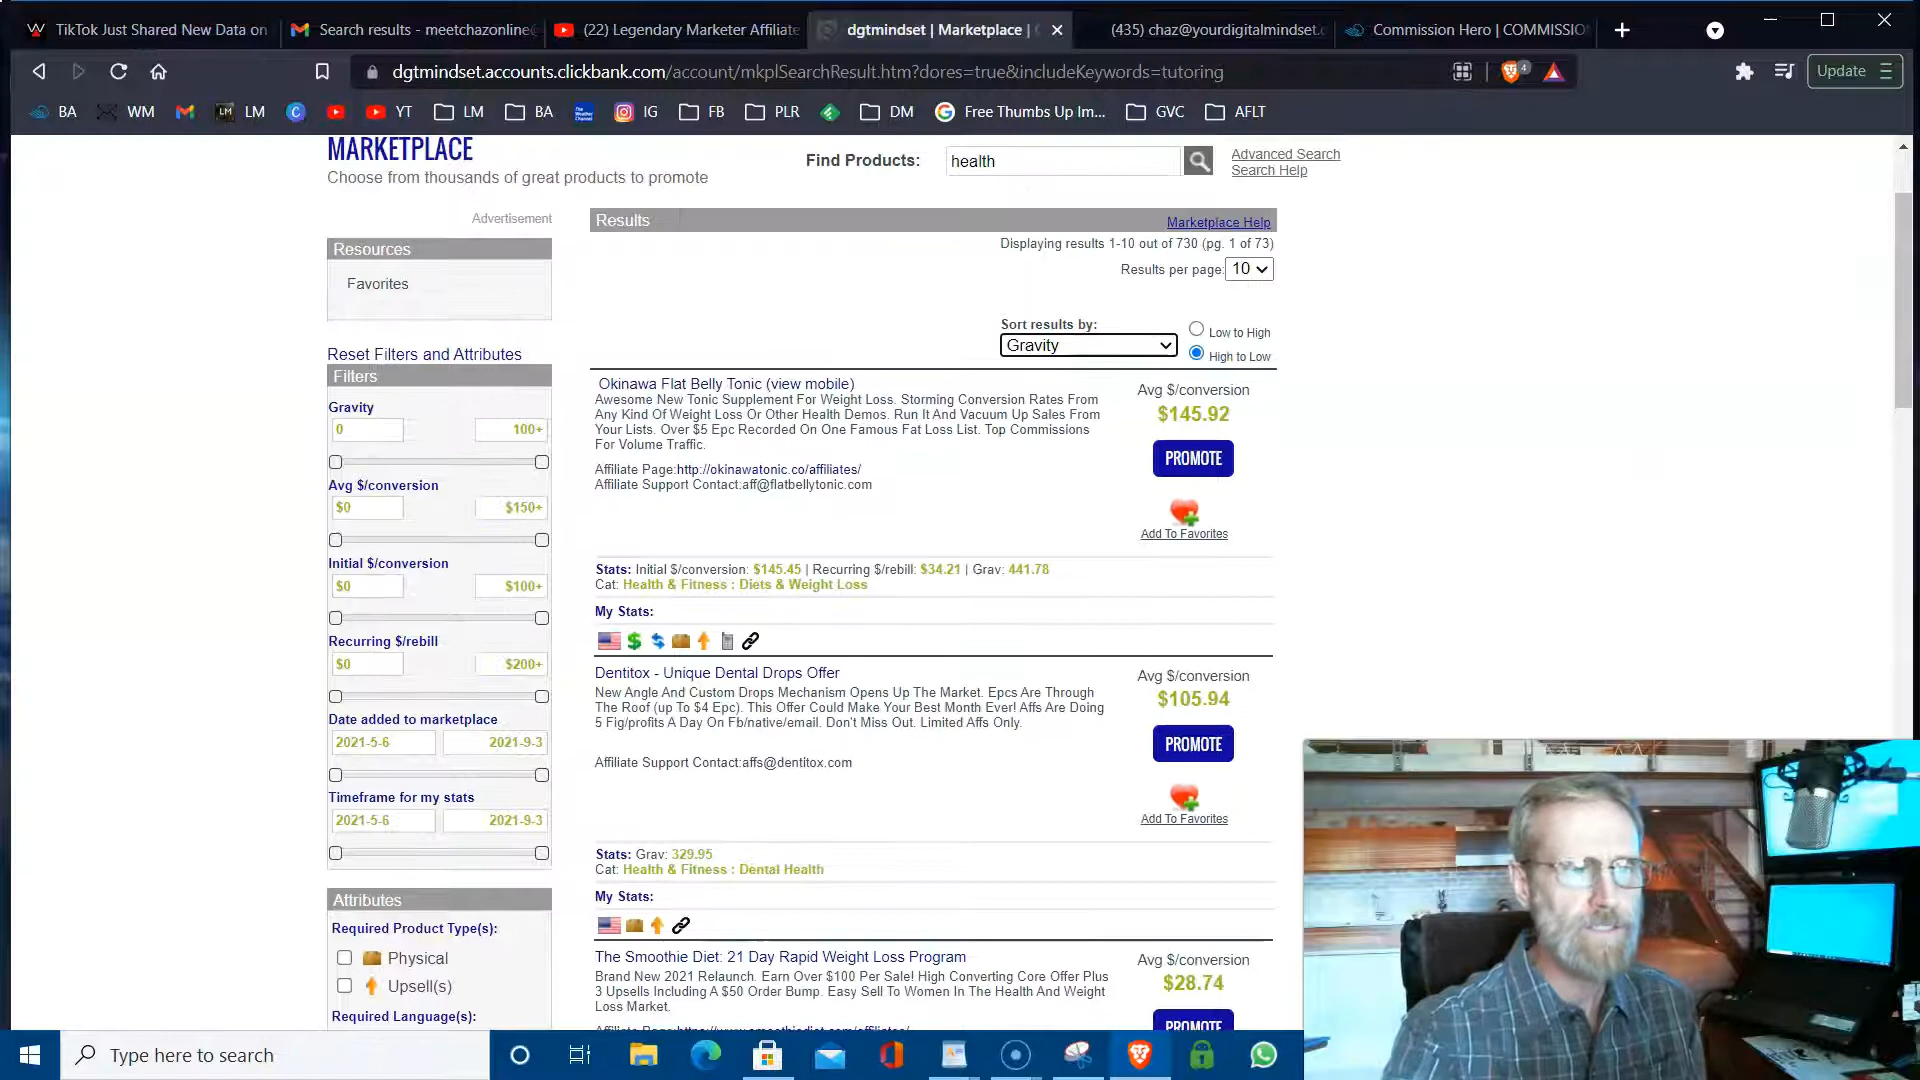 TikTok Just Shared New Data on
Search results - meetchazonline@
(22) Legendary Marketer Affiliate
dgtmindset | Marketplace |
(435) chaz@yourdigitalmindset.c
Commission Hero | COMMISSIO
dgtmindset.accounts.clickbank.com/account/mkplSearchResult.htm?dores=true&includeKeywords=tutoring
4
Update
BA
WM
LM
YT
LM
BA
IG
FB
PLR
DM
Free Thumbs Up Im...
GVC
AFLT
MARKETPLACE
Choose from thousands of great products to promote
Find Products:
health
Advanced Search
Search Help
Advertisement
Resources
Favorites
Reset Filters and Attributes
Filters
Gravity
0
100+
Avg $/conversion
$0
$150+
Initial $/conversion
$0
$100+
Recurring $/rebill
$0
$200+
Date added to marketplace
2021-5-6
2021-9-3
Timeframe for my stats
2021-5-6
2021-9-3
Attributes
Required Product Type(s):
Physical
Upsell(s)
Required Language(s):
Results
Marketplace Help
Displaying results 1-10 out of 730 (pg. 1 of 73)
Results per page: 10
Sort results by:
Gravity
Low to High
High to Low
Okinawa Flat Belly Tonic (view mobile)
Awesome New Tonic Supplement For Weight Loss. Storming Conversion Rates From
Any Kind Of Weight Loss Or Other Health Demos. Run It And Vacuum Up Sales From
Your Lists. Over $5 Epc Recorded On One Famous Fat Loss List. Top Commissions
For Volume Traffic.
Affiliate Page:http://okinawatonic.co/affiliates/
Affiliate Support Contact:aff@flatbellytonic.com
Avg $/conversion
$145.92
PROMOTE
Add To Favorites
Stats: Initial $/conversion: $145.45 | Recurring $/rebill: $34.21 | Grav: 441.78
Cat: Health & Fitness : Diets & Weight Loss
My Stats:
Dentitox - Unique Dental Drops Offer
New Angle And Custom Drops Mechanism Opens Up The Market. Epcs Are Through
The Roof (up To $4 Epc). This Offer Could Make Your Best Month Ever! Affs Are Doing
5 Fig/profits A Day On Fb/native/email. Don't Miss Out. Limited Affs Only.
Affiliate Support Contact:affs@dentitox.com
Avg $/conversion
$105.94
PROMOTE
Add To Favorites
Stats: Grav: 329.95
Cat: Health & Fitness : Dental Health
My Stats:
The Smoothie Diet: 21 Day Rapid Weight Loss Program
Brand New 2021 Relaunch. Earn Over $100 Per Sale! High Converting Core Offer Plus
3 Upsells Including A $50 Order Bump. Easy Sell To Women In The Health And Weight
Loss Market.
Affiliate Page:https://www.smoothiediet.com/affiliates/
Avg $/conversion
$28.74
PROMOTE
Type here to search